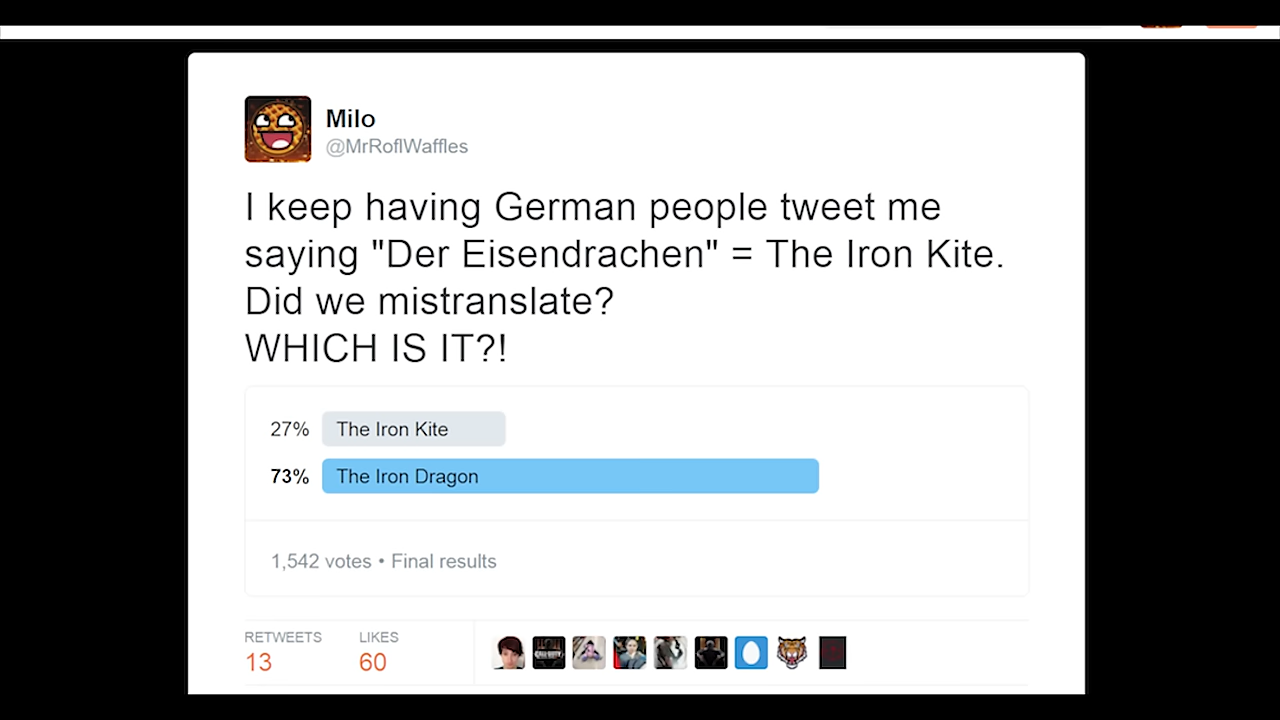 Milo
@MrRoflWaffles
I keep having German people tweet me
saying "Der Eisendrachen" = The Iron Kite.
Did we mistranslate?
WHICH IS IT?!
27% The Iron Kite
73% The Iron Dragon
1,542 votes • Final results
RETWEETS LIKES
13 60